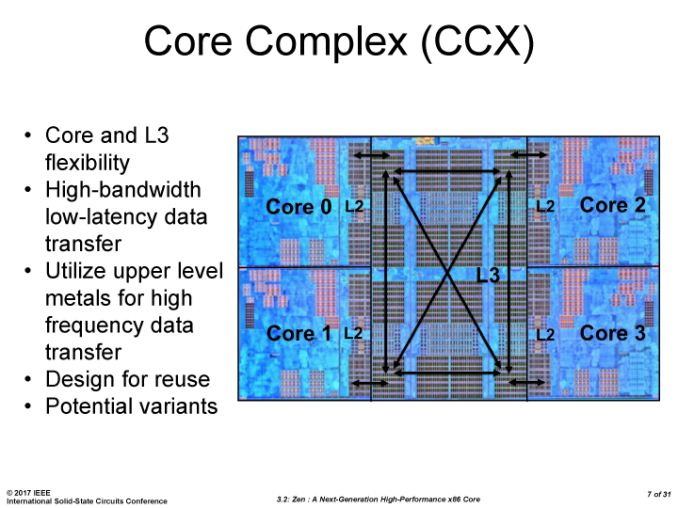 Core Complex (CCX)
• Core and L3
flexibility
• High-bandwidth
low-latency data
transfer
• Utilize upper level
metals for high
frequency data
transfer
• Design for reuse
• Potential variants
Core 0 L2
L2 Core 2
L3
Core 1 L2
L2 Core 3
© 2017 IEEE
International Solid-State Circuits Conference
3.2: Zen : A Next-Generation High-Performance x86 Core
7 of 31